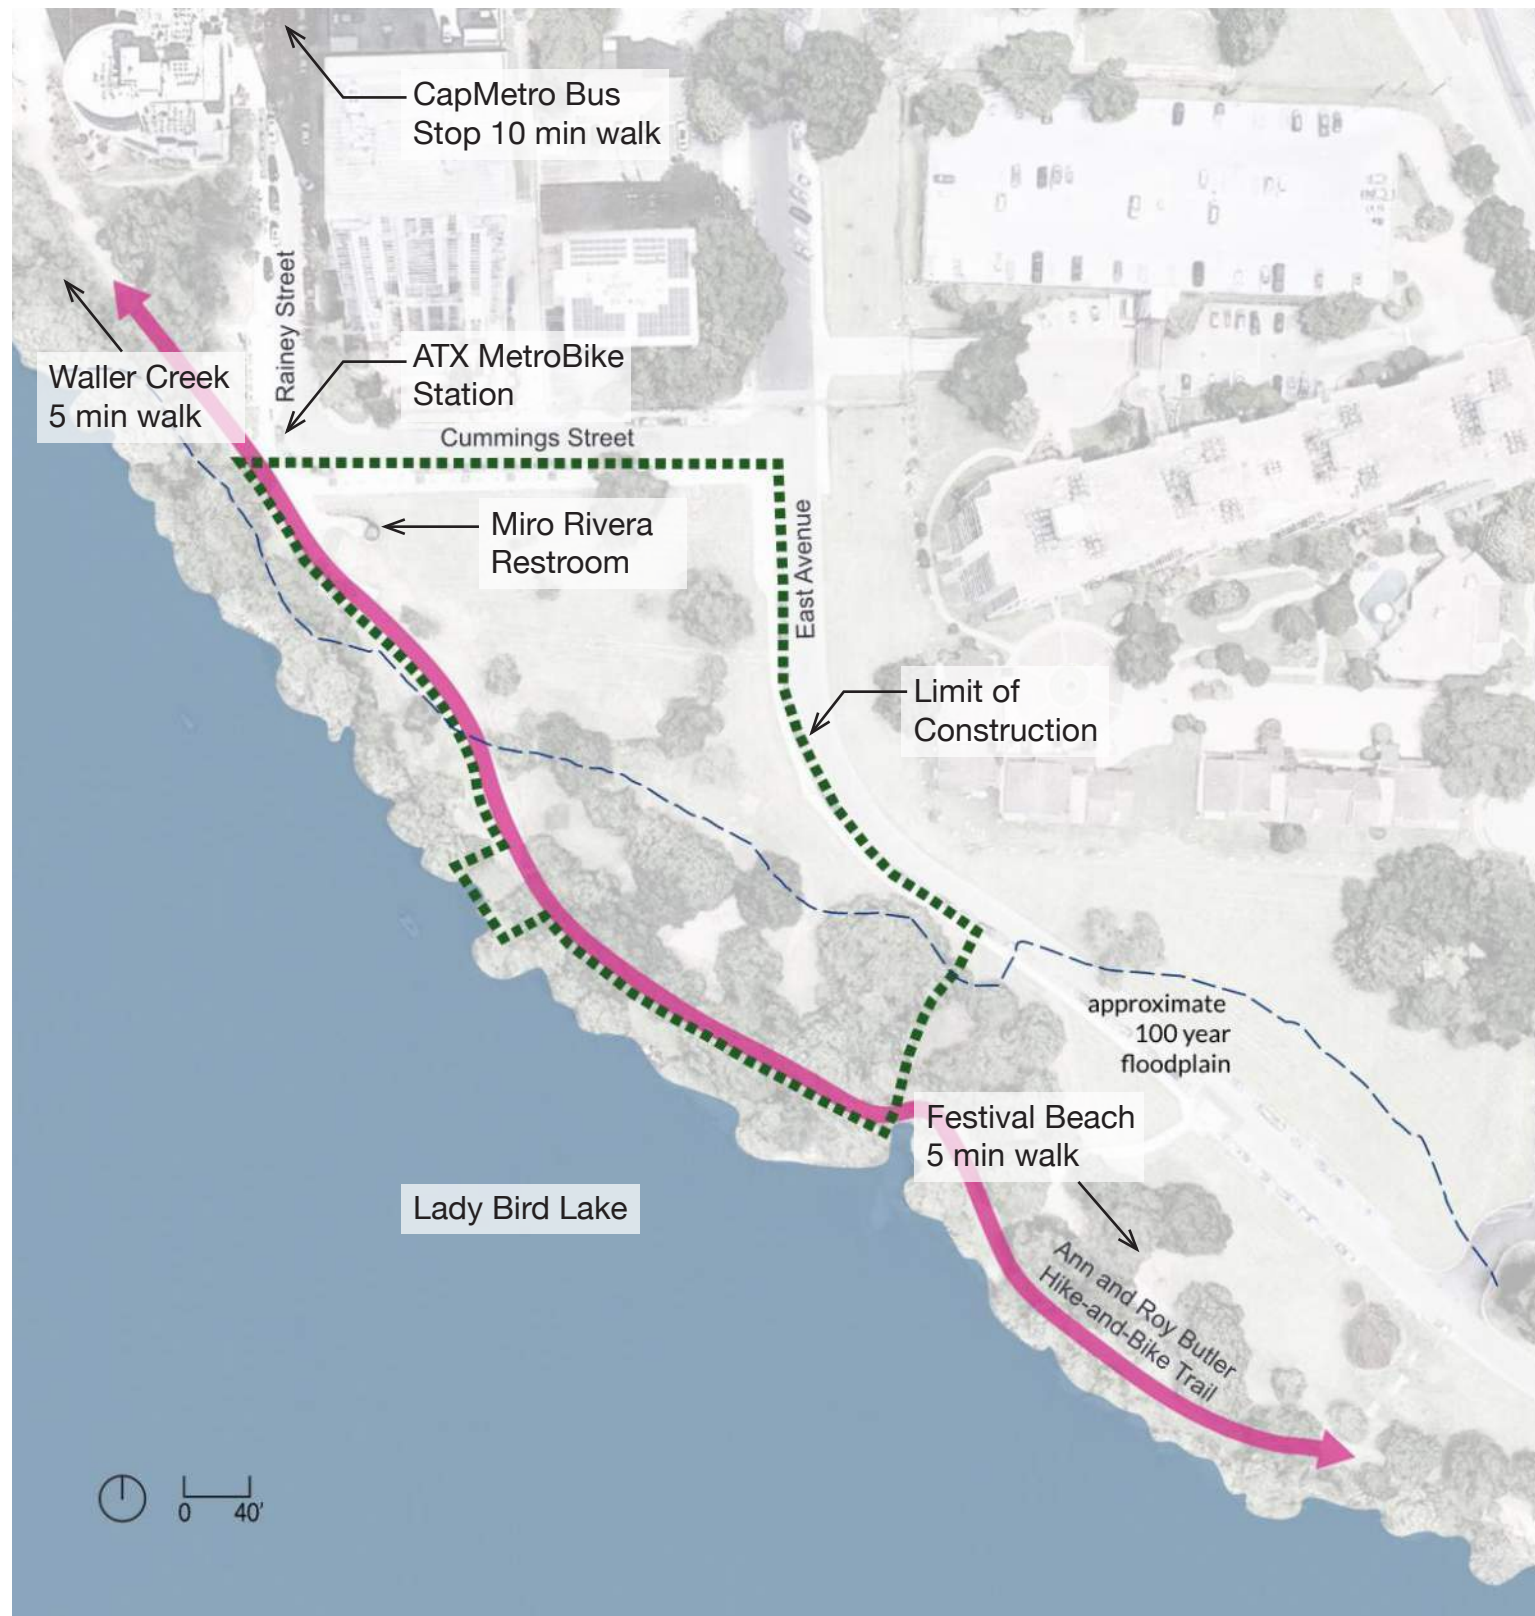 CapMetro Bus
Stop 10 min walk
Rainey Street
Waller Creek
5 min walk
ATX MetroBike
Station
Cummings Street
Miro Rivera
Restroom
East Avenue
Limit of
Construction
approximate
100 year
floodplain
Festival Beach
5 min walk
Lady Bird Lake
Ann and Roy Butler
Hike-and-Bike Trail
0 40'